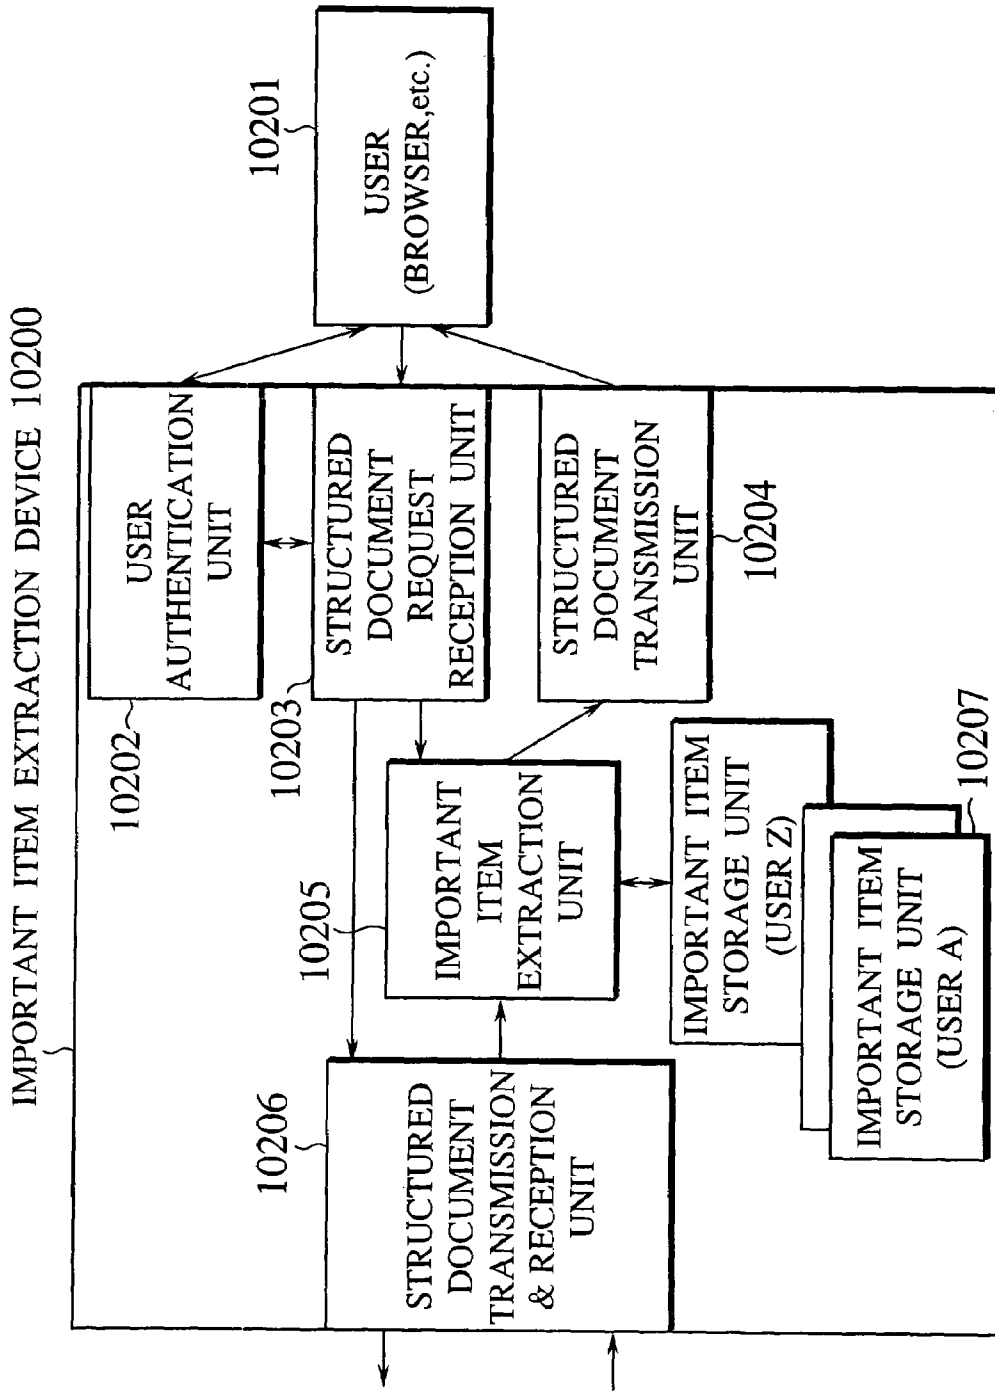 IMPORTANT ITEM EXTRACTION DEVICE 10200
10206
STRUCTURED
DOCUMENT
TRANSMISSION
& RECEPTION
UNIT
10205
IMPORTANT
ITEM
EXTRACTION
UNIT
10202
USER
AUTHENTICATION
UNIT
10203
STRUCTURED
DOCUMENT
REQUEST
RECEPTION UNIT
STRUCTURED
DOCUMENT
TRANSMISSION
UNIT
10204
IMPORTANT ITEM
STORAGE UNIT
(USER Z)
IMPORTANT ITEM
STORAGE UNIT
(USER A)
10207
10201
USER
(BROWSER,etc.)